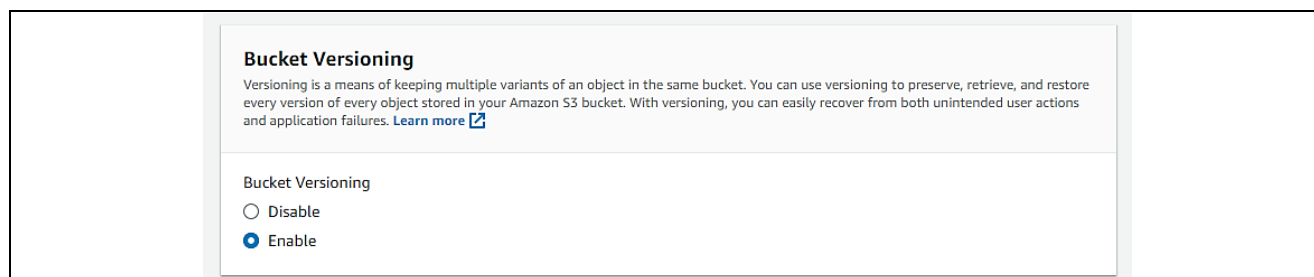 Bucket Versioning
Versioning is a means of keeping multiple variants of an object in the same bucket. You can use versioning to preserve, retrieve, and restore
every version of every object stored in your Amazon S3 bucket. With versioning, you can easily recover from both unintended user actions
and application failures. Learn more
Bucket Versioning
Disable
Enable